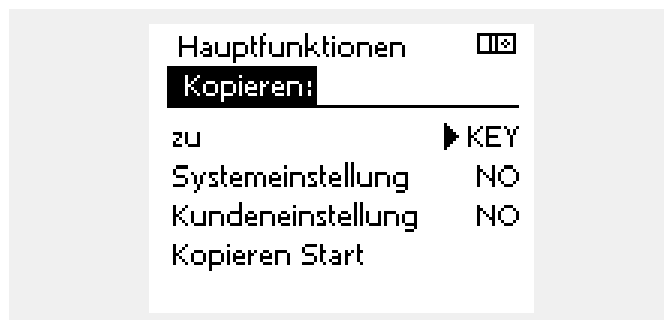 Hauptfunktionen
Kopieren:
zu ▶KEY
Systemeinstellung NO
Kundeneinstellung NO
Kopieren Start